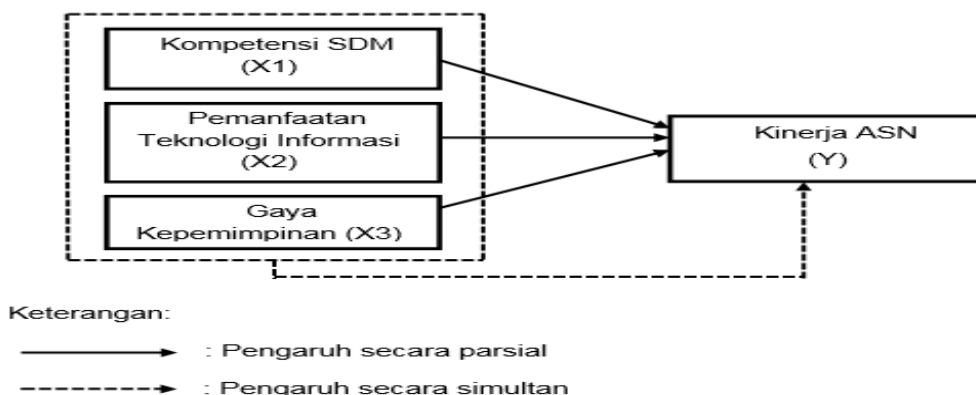 Kompetensi SDM
(X1)
Pemanfaatan
Teknologi Informasi
(X2)
Gaya
Kepemimpinan (X3)
Kinerja ASN
(Y)
Keterangan:
: Pengaruh secara parsial
: Pengaruh secara simultan